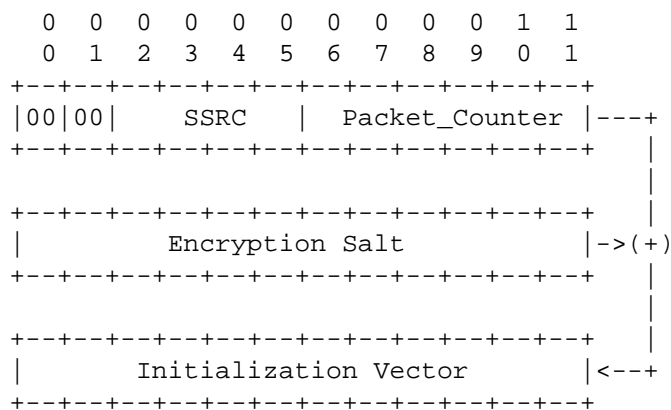 0  0  0  0  0  0  0  0  0  0  1  1
  0  1  2  3  4  5  6  7  8  9  0  1
+--+--+--+--+--+--+--+--+--+--+--+--+
|00|00|    SSRC   |  Packet_Counter |---+
+--+--+--+--+--+--+--+--+--+--+--+--+   |
                                        |
+--+--+--+--+--+--+--+--+--+--+--+--+   |
|          Encryption Salt          |->(+)
+--+--+--+--+--+--+--+--+--+--+--+--+   |
                                        |
+--+--+--+--+--+--+--+--+--+--+--+--+   |
|       Initialization Vector       |<--+
+--+--+--+--+--+--+--+--+--+--+--+--+